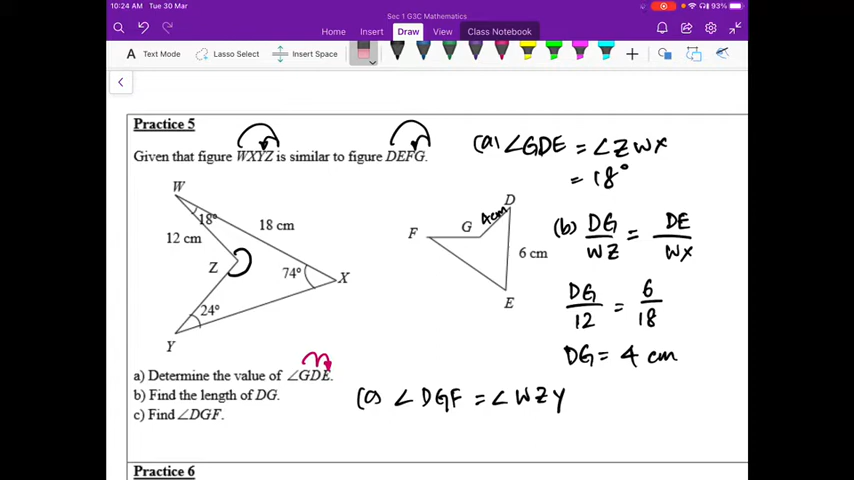 10:24 AM Tue 30 Mar
93%
Sec 1 G3C Mathematics
Home Insert Draw View Class Notebook
A Text Mode Lasso Select Insert Space
Practice 5
Given that figure WXYZ is similar to figure DEFG.
W
18°
18 cm
12 cm
Z
74°
X
24°
Y
D
4cm
G
F
6 cm
E
a) Determine the value of ∠GDE.
b) Find the length of DG.
c) Find ∠DGF.
(a) ∠GDE = ∠ZWX
= 18°
(b) DG/WZ = DE/WX
DG/12 = 6/18
DG = 4 cm
(c) ∠DGF = ∠WZY
Practice 6